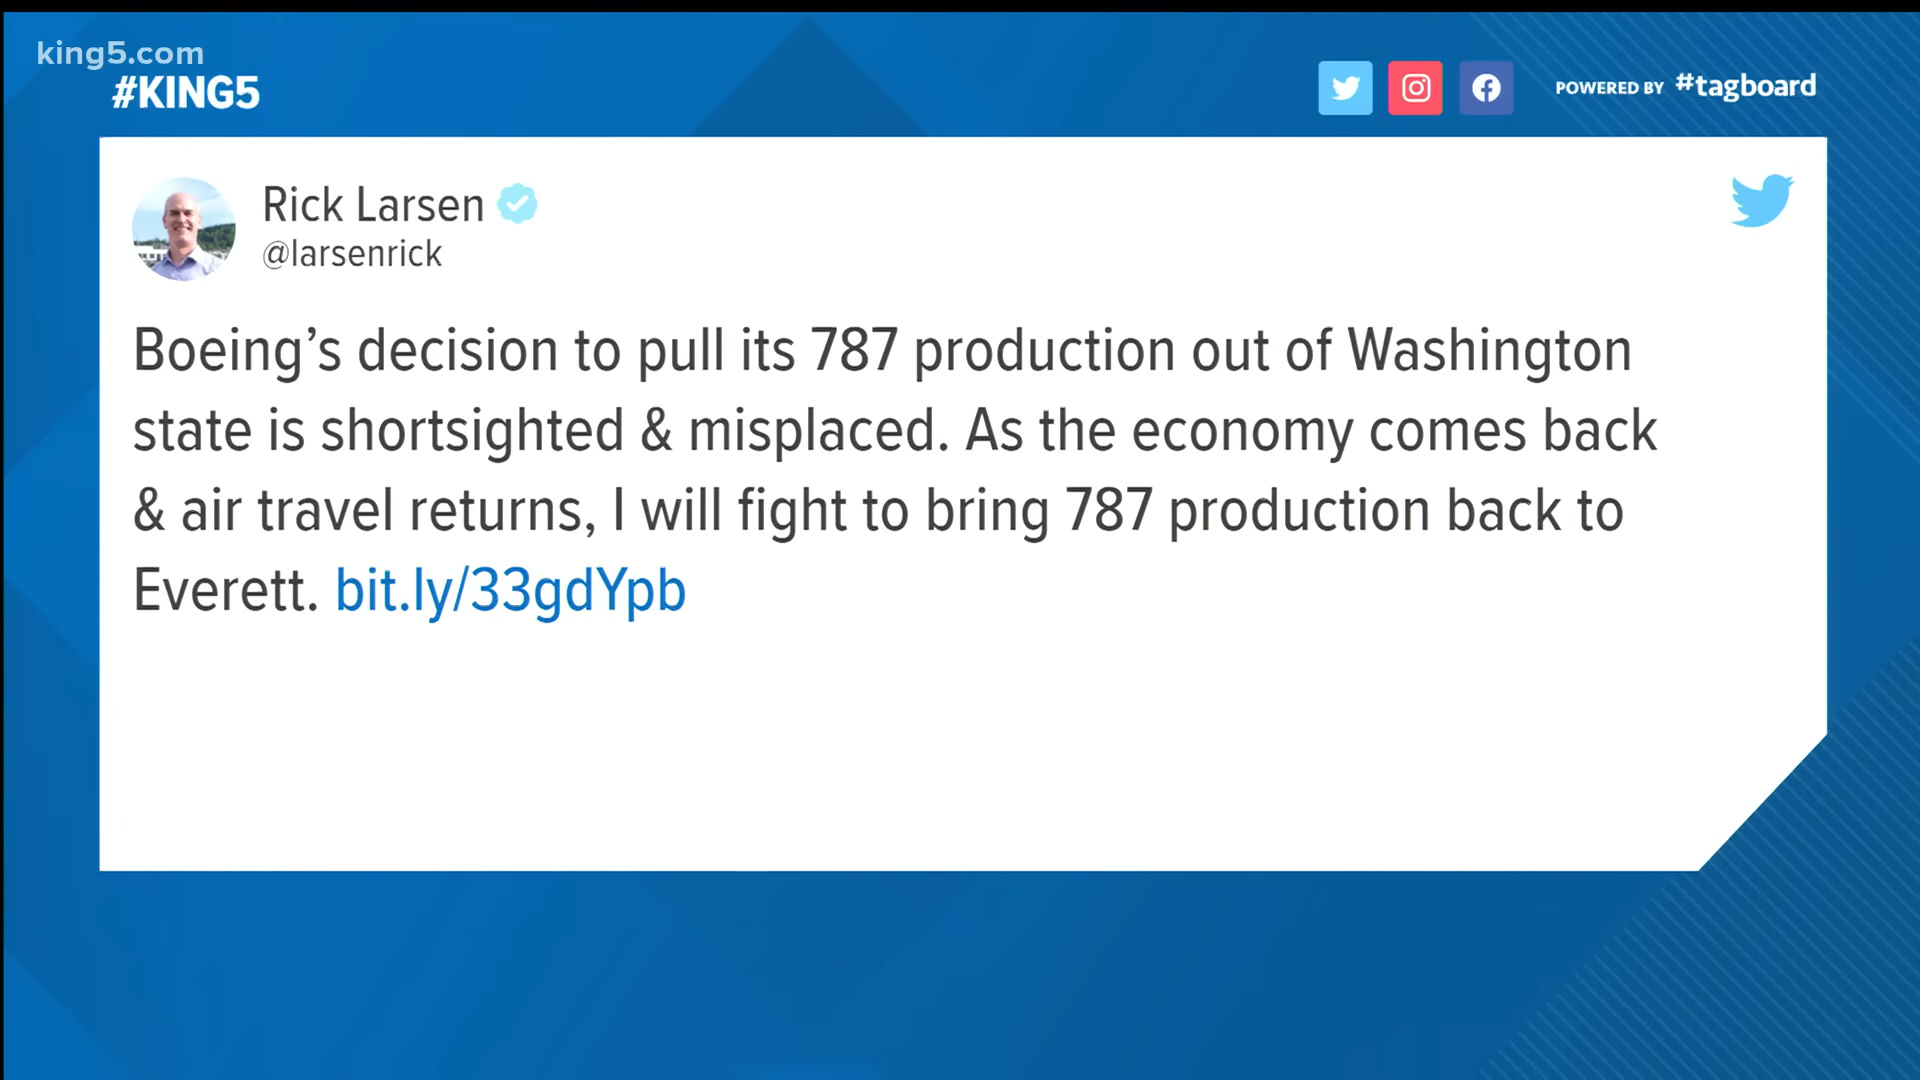 king5.com
#KING5
POWERED BY #tagboard
Rick Larsen
@larsenrick
Boeing’s decision to pull its 787 production out of Washington
state is shortsighted & misplaced. As the economy comes back
& air travel returns, I will fight to bring 787 production back to
Everett. bit.ly/33gdYpb